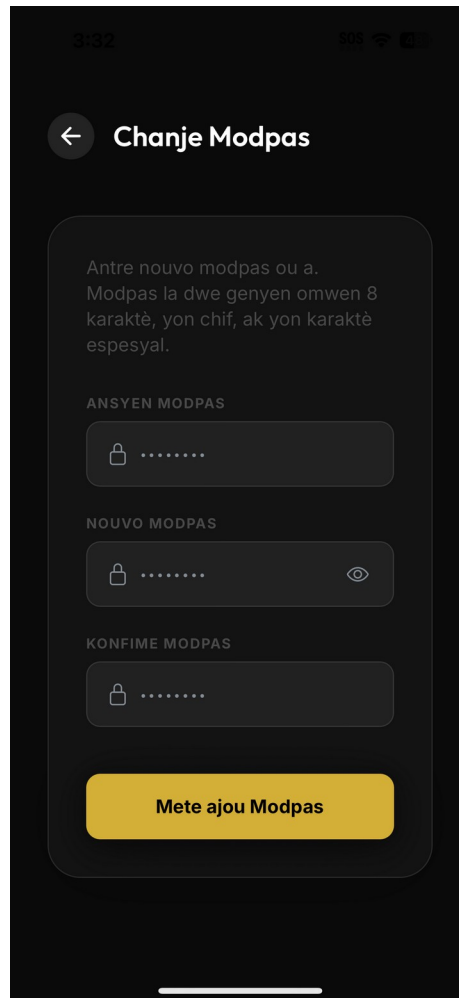 3:32 SOS
Chanje Modpas
Antre nouvo modpas ou a.
Modpas la dwe genyen omwen 8
karaktè, yon chif, ak yon karaktè
espesyal.
ANSYEN MODPAS
••••••••
NOUVO MODPAS
••••••••
KONFIME MODPAS
••••••••
Mete ajou Modpas